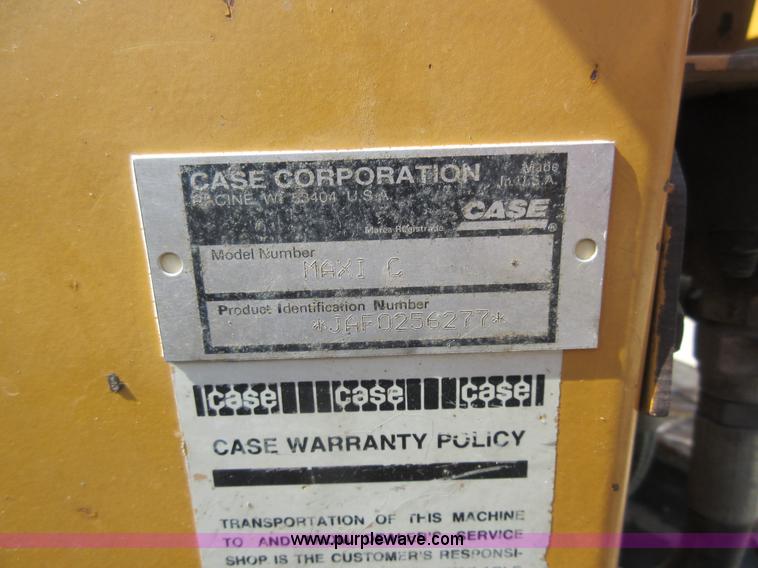 CASE CORPORATION
RACINE, WI 53404 U.S.A.
Made
In U.S.A.
CASE
®
Marca Registrada
Model Number
MAXI C *
Product Identification Number
*JAF0256277*
case case case
CASE WARRANTY POLICY
TRANSPORTATION OF THIS MACHINE
TO AND SERVICE
SHOP IS THE CUSTOMER'S RESPONSI-
www.purplewave.com